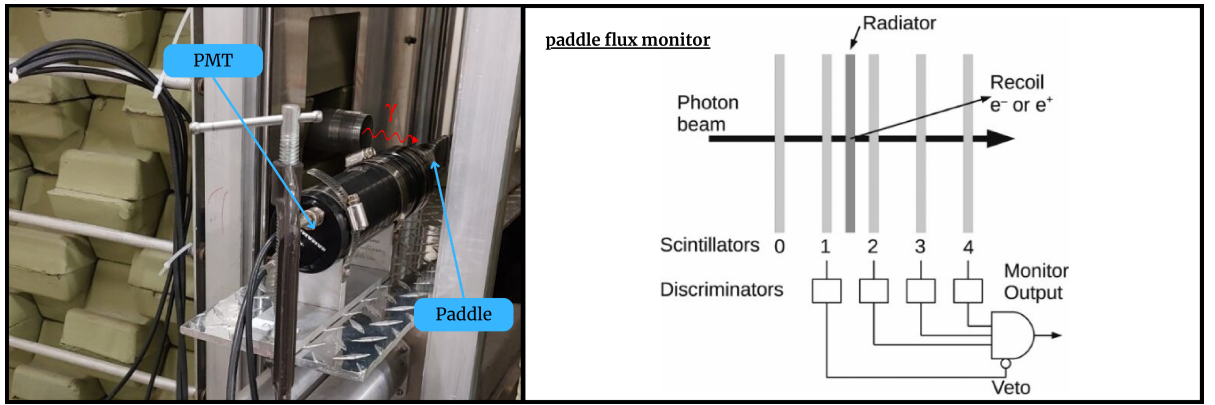 PMT
γ
Paddle
paddle flux monitor
Radiator
Photon
beam
Recoil
e⁻ or e⁺
Scintillators 0 1 2 3 4
Discriminators
Monitor
Output
Veto